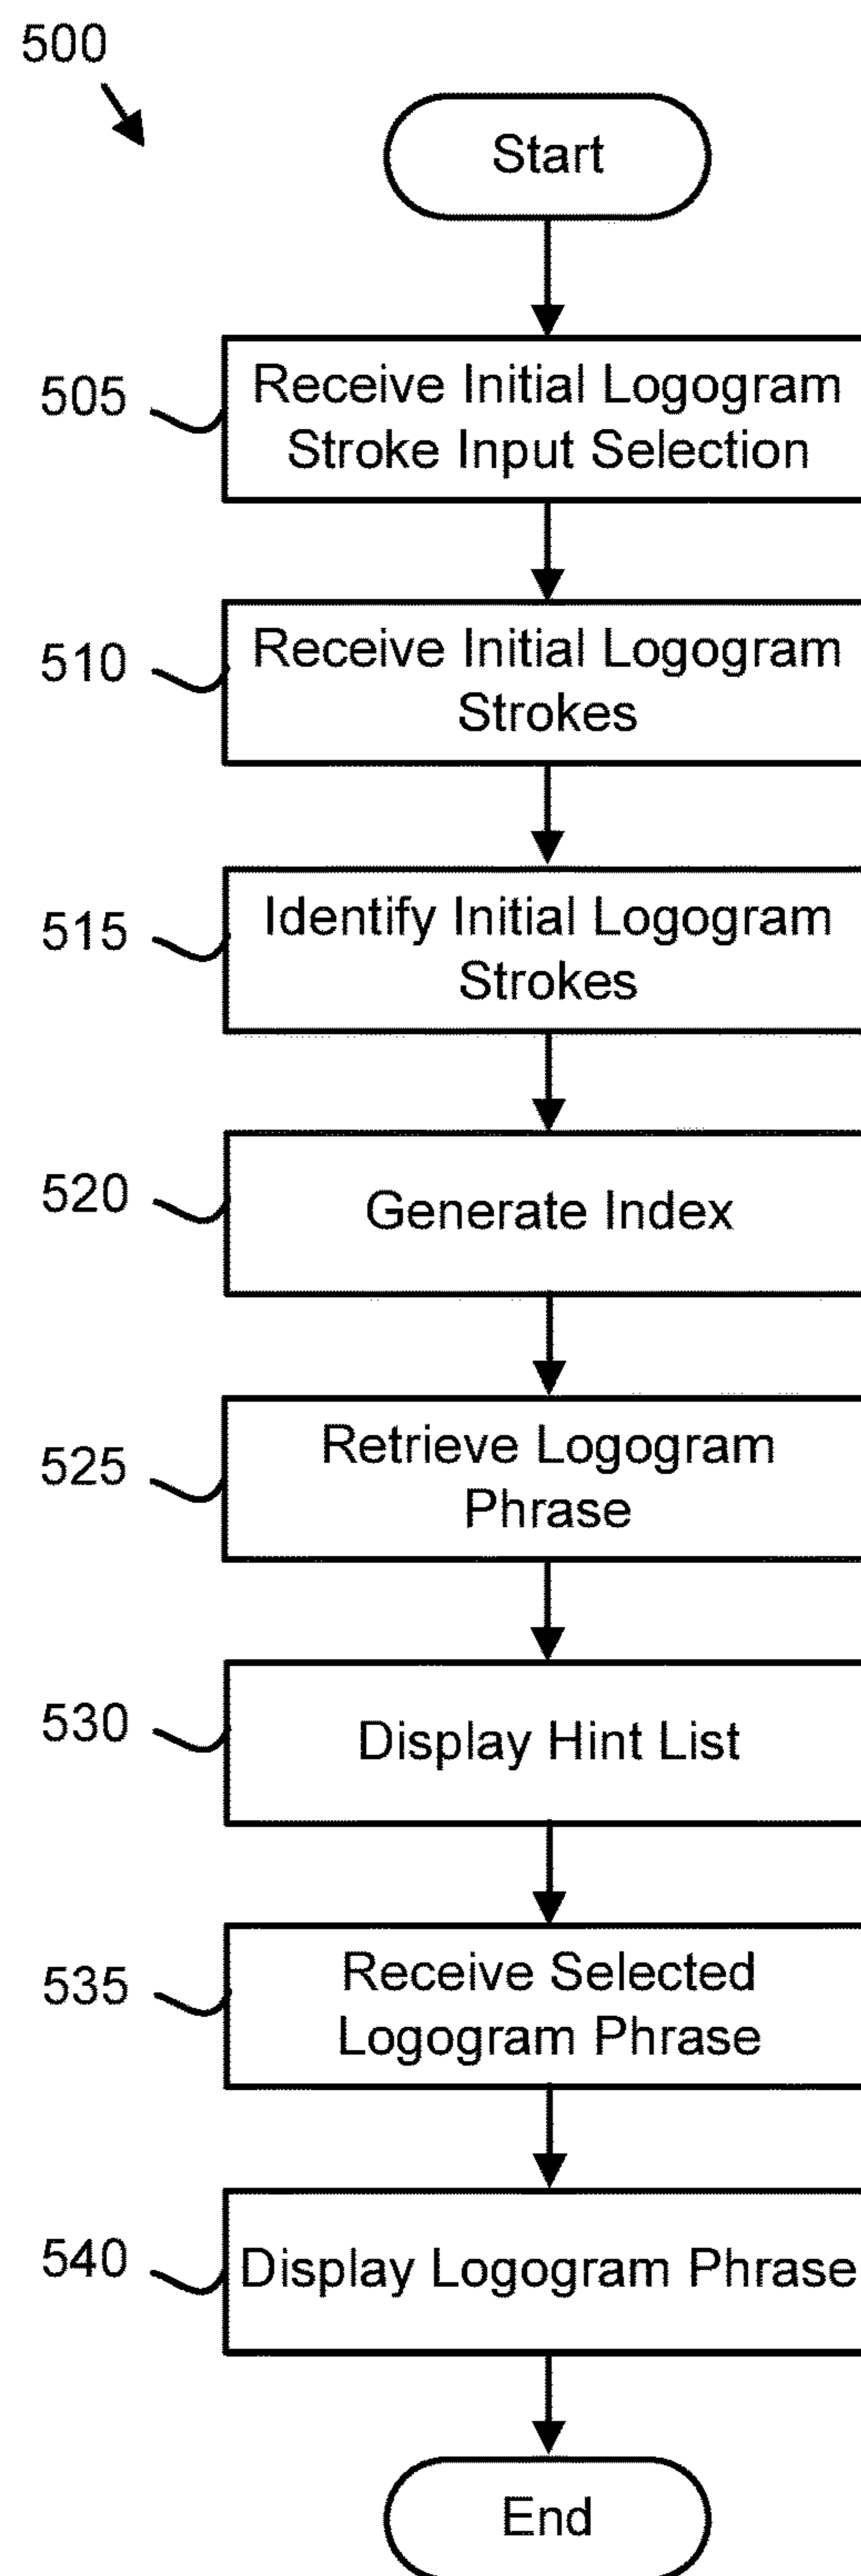 500
Start
505
Receive Initial Logogram
Stroke Input Selection
510
Receive Initial Logogram
Strokes
515
Identify Initial Logogram
Strokes
520
Generate Index
525
Retrieve Logogram
Phrase
530
Display Hint List
535
Receive Selected
Logogram Phrase
540
Display Logogram Phrase
End